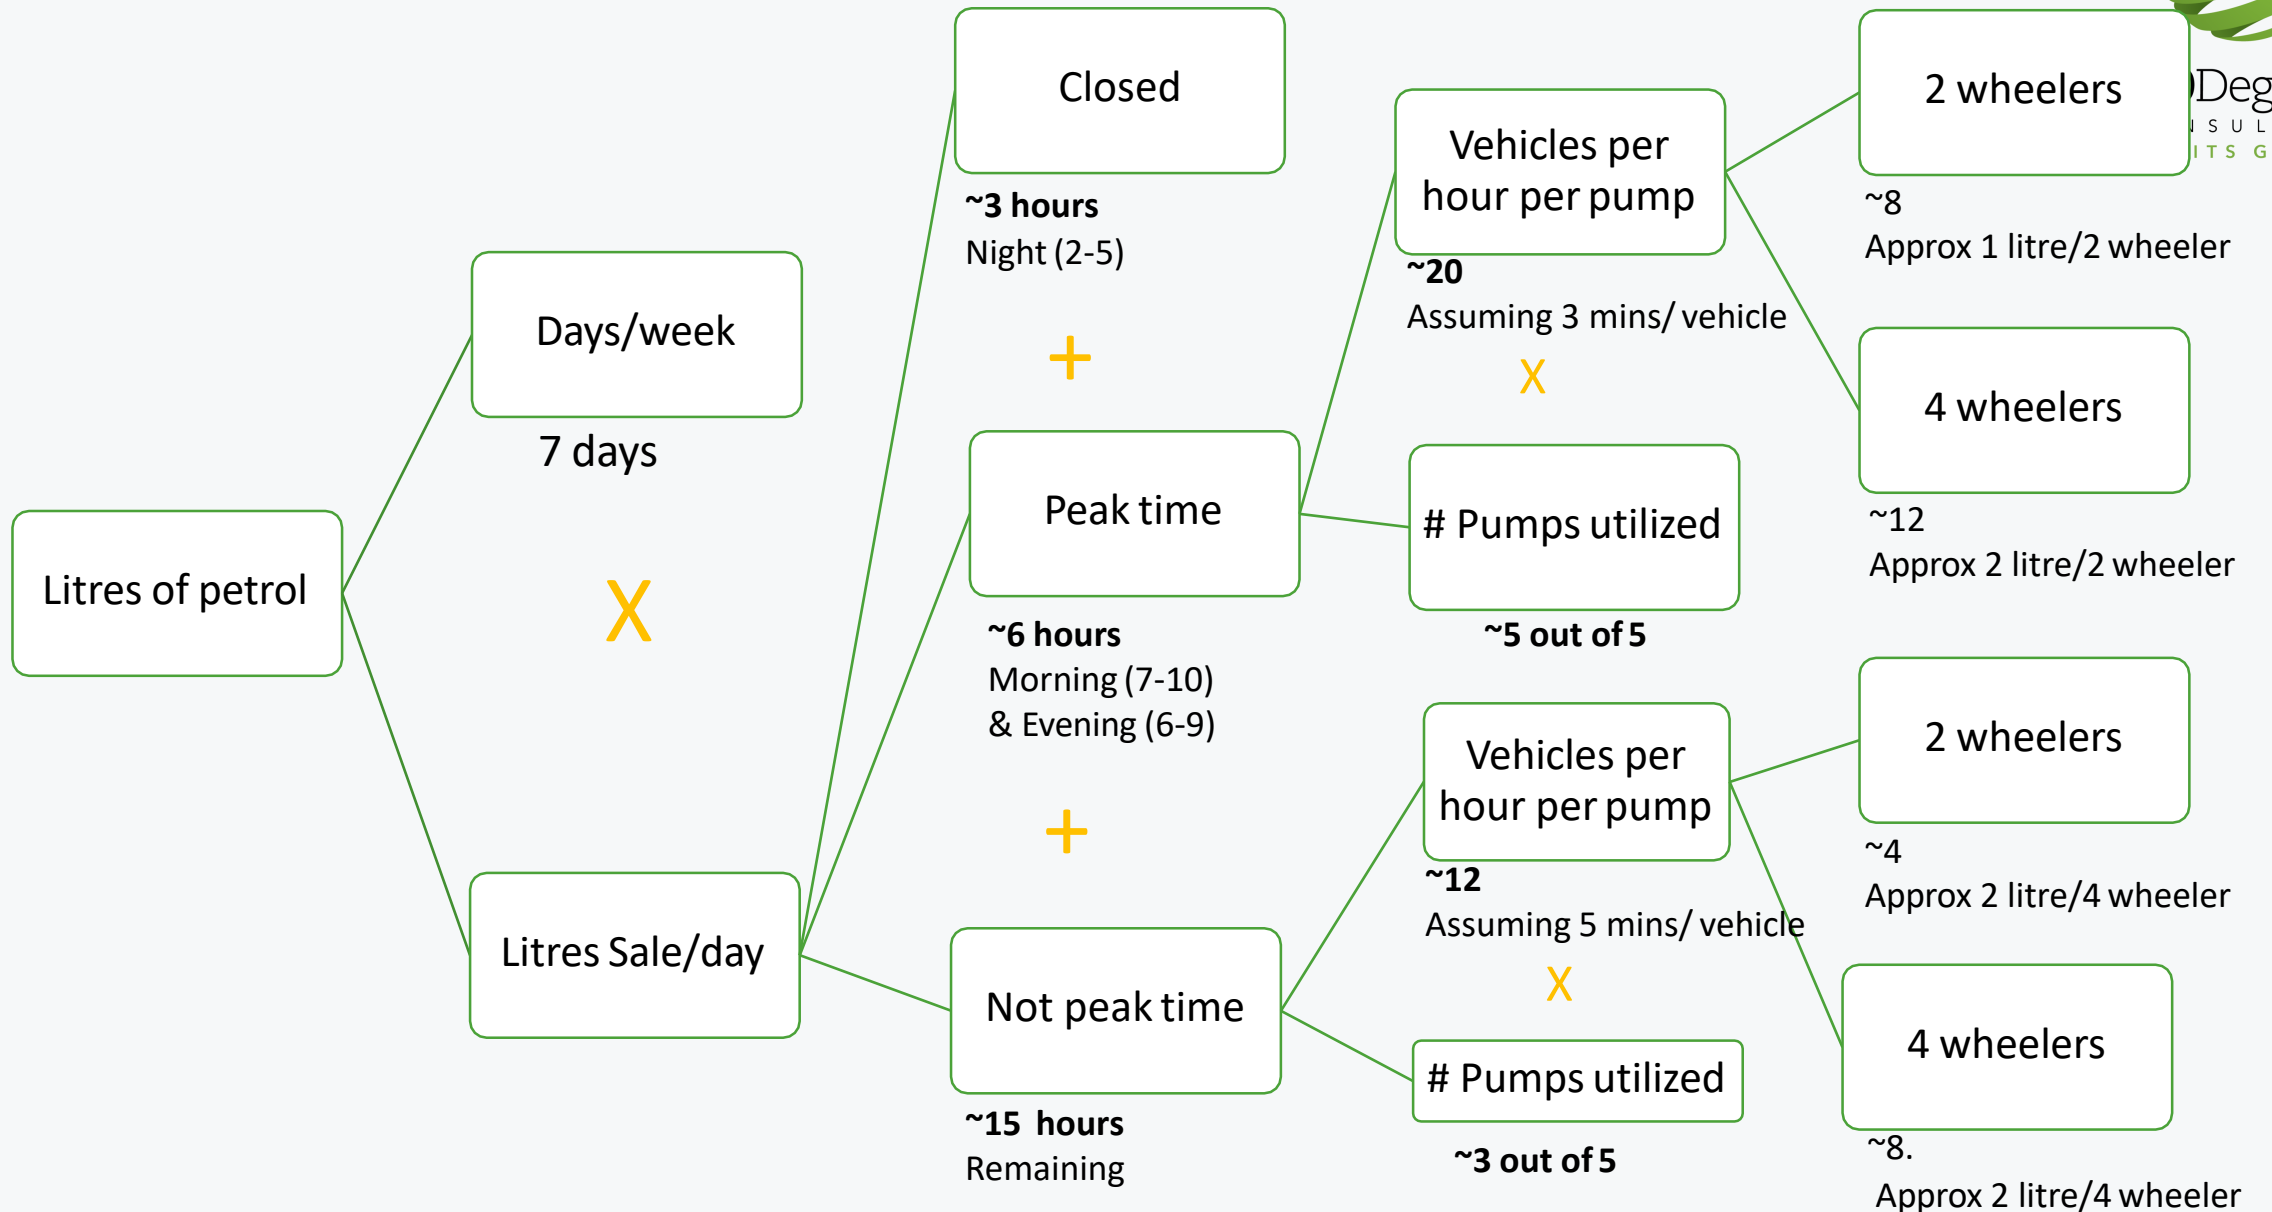 Litres of petrol
Days/week
7 days
X
Litres Sale/day
Closed
~3 hours
Night (2-5)
+
Peak time
~6 hours
Morning (7-10)
& Evening (6-9)
+
Not peak time
~15 hours
Remaining
Vehicles per
hour per pump
~20
Assuming 3 mins/ vehicle
X
# Pumps utilized
~5 out of 5
Vehicles per
hour per pump
~12
Assuming 5 mins/ vehicle
X
# Pumps utilized
~3 out of 5
2 wheelers
~8
Approx 1 litre/2 wheeler
4 wheelers
~12
Approx 2 litre/2 wheeler
2 wheelers
~4
Approx 2 litre/4 wheeler
4 wheelers
~8.
Approx 2 litre/4 wheeler
Deg
NSUL
ITS G